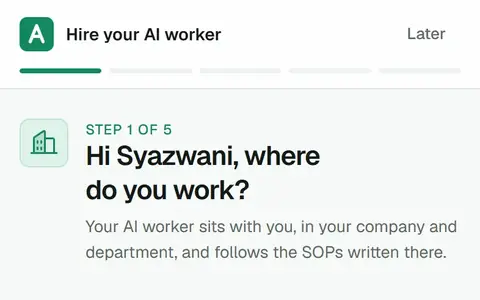 A Hire your AI worker Later
STEP 1 OF 5
Hi Syazwani, where
do you work?
Your AI worker sits with you, in your company and
department, and follows the SOPs written there.